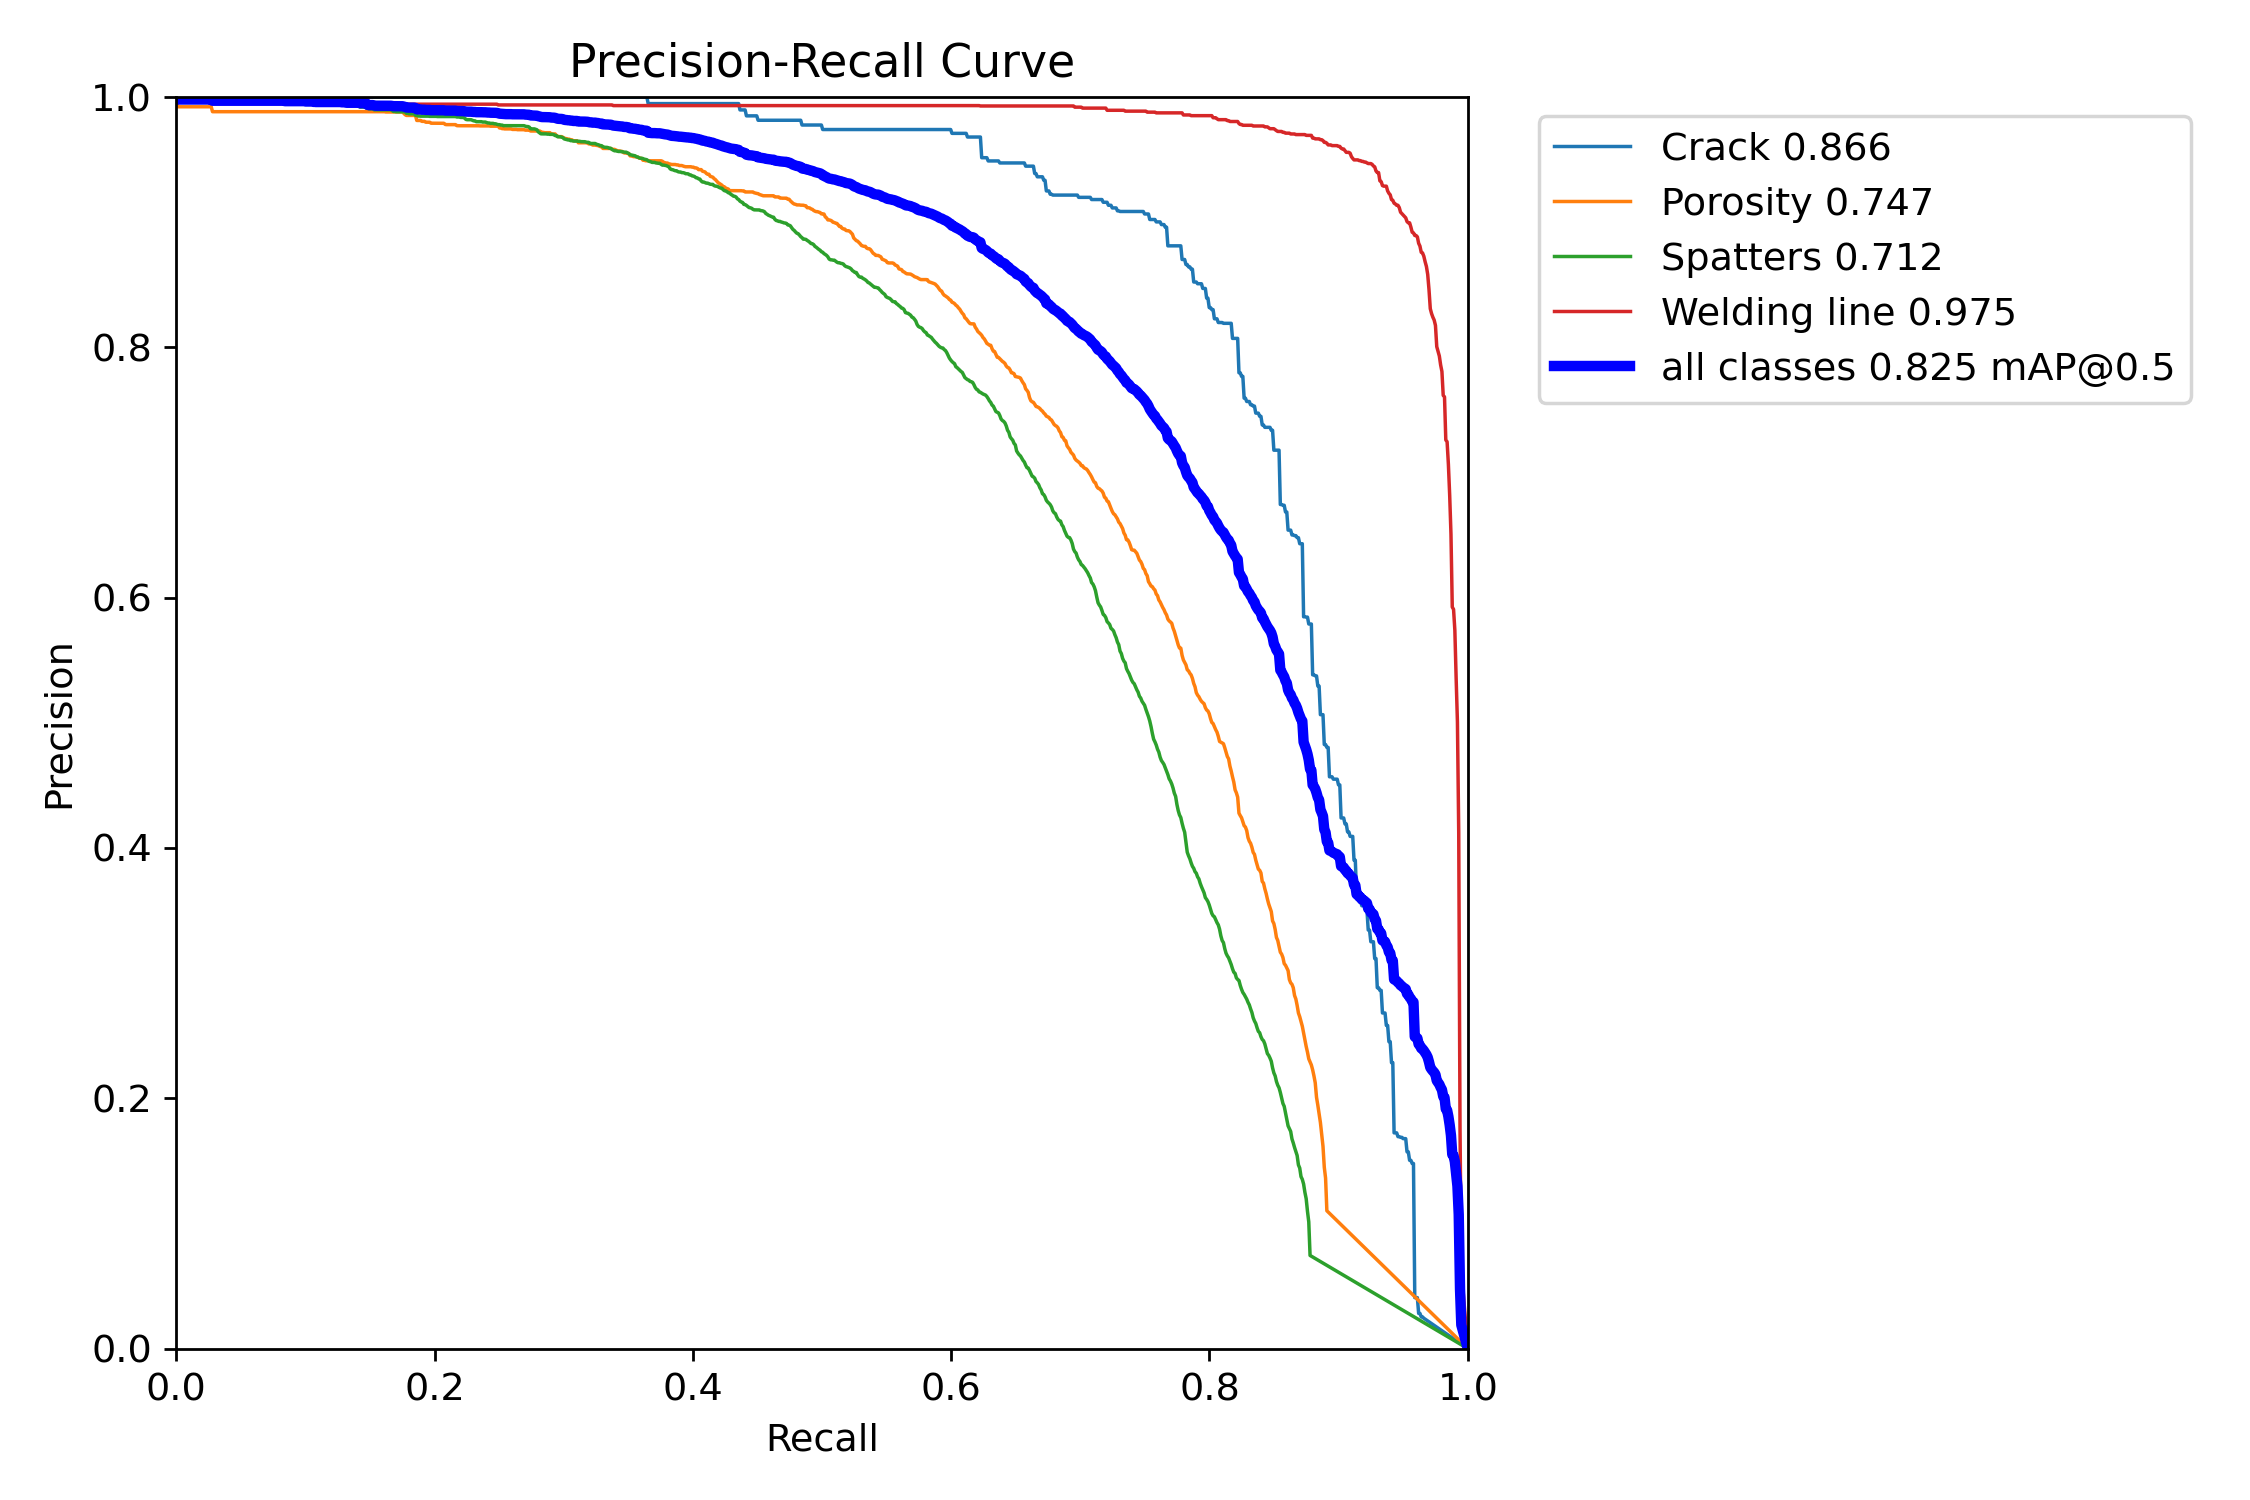 Precision-Recall Curve
1.0
0.8
0.6
0.4
0.2
0.0
Precision
0.0 0.2 0.4 0.6 0.8 1.0
Recall
Crack 0.866
Porosity 0.747
Spatters 0.712
Welding line 0.975
all classes 0.825 mAP@0.5